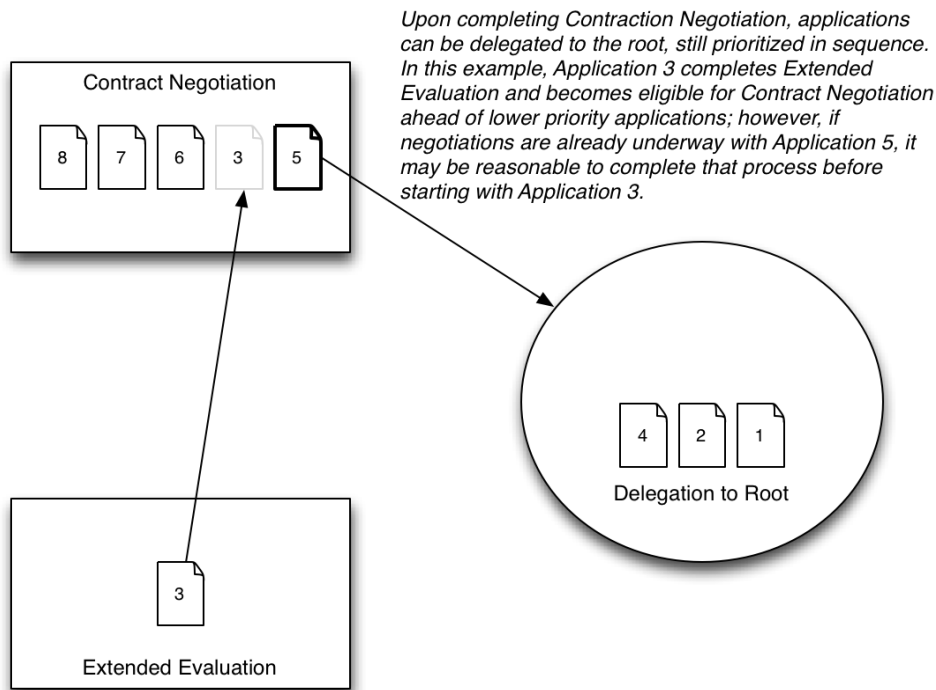 Upon completing Contraction Negotiation, applications
can be delegated to the root, still prioritized in sequence.
In this example, Application 3 completes Extended
Evaluation and becomes eligible for Contract Negotiation
ahead of lower priority applications; however, if
negotiations are already underway with Application 5, it
may be reasonable to complete that process before
starting with Application 3.
Contract Negotiation
8 7 6 3 5
4 2 1
Delegation to Root
3
Extended Evaluation